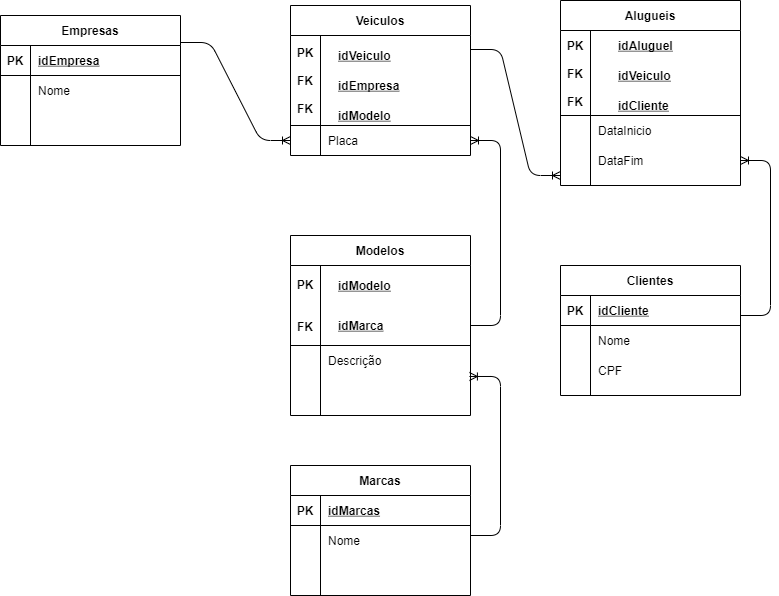 Empresas
PK idEmpresa
Nome
Veiculos
PK idVeiculo
FK idEmpresa
FK idModelo
Placa
Alugueis
PK idAluguel
FK idVeiculo
FK idCliente
DataInicio
DataFim
Modelos
PK idModelo
FK idMarca
Descrição
Clientes
PK idCliente
Nome
CPF
Marcas
PK idMarcas
Nome